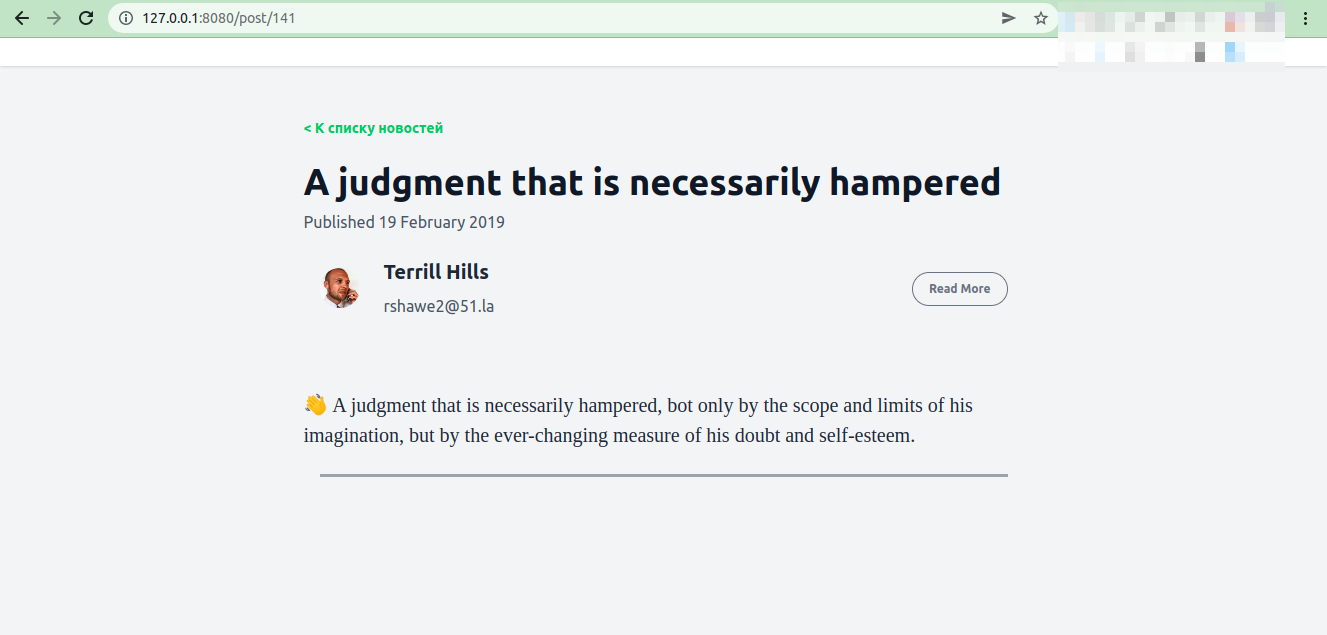 127.0.0.1:8080/post/141
< К списку новостей
A judgment that is necessarily hampered
Published 19 February 2019
Terrill Hills
rshawe2@51.la
Read More
👋 A judgment that is necessarily hampered, bot only by the scope and limits of his
imagination, but by the ever-changing measure of his doubt and self-esteem.